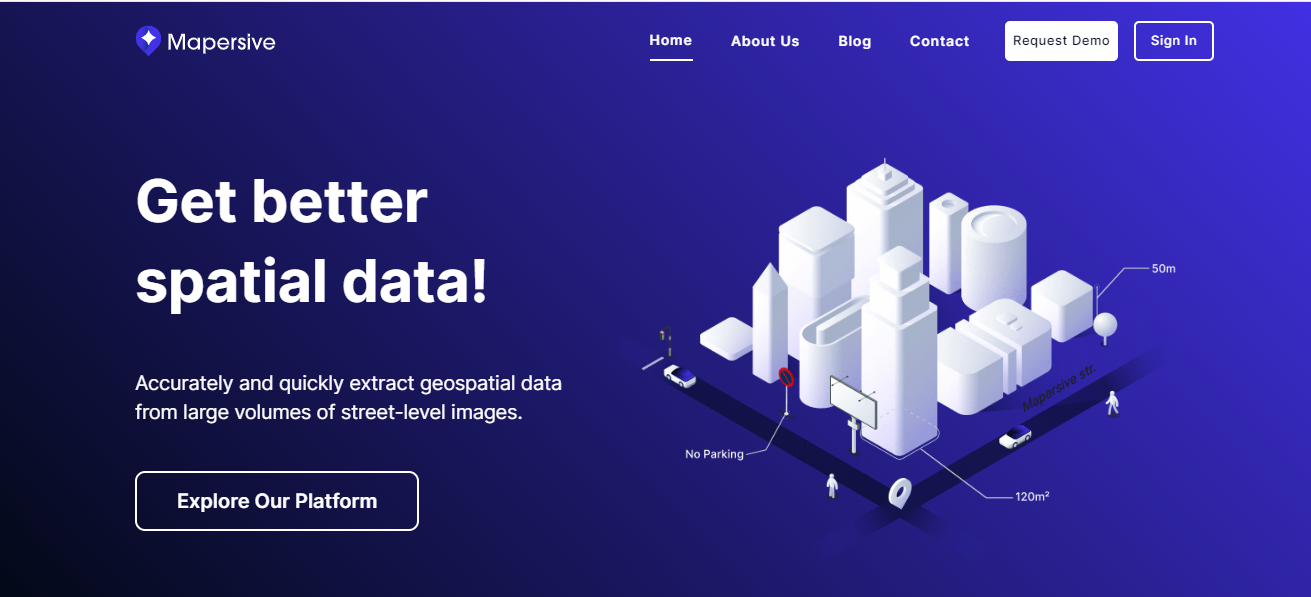 Mapersive
Home
About Us
Blog
Contact
Request Demo
Sign In
Get better
spatial data!
Accurately and quickly extract geospatial data
from large volumes of street-level images.
Explore Our Platform
50m
Mapersive str.
No Parking
120m²